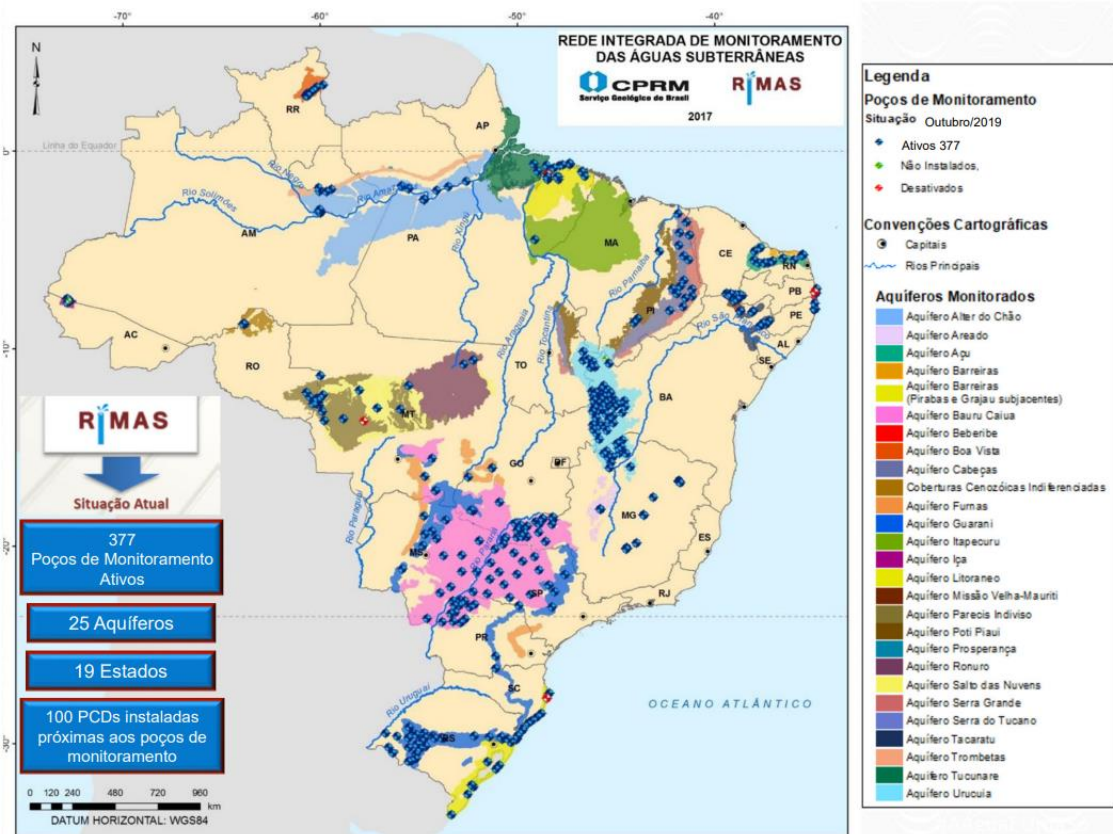 -70°
-60°
-50°
-40°
N
REDE INTEGRADA DE MONITORAMENTO
DAS ÁGUAS SUBTERRÂNEAS
CPRM
Serviço Geológico do Brasil
RIMAS
2017
RR
AP
Linha do Equador
0°
Rio Negro
Rio Solimões
AM
PA
Rio Xingú
MA
CE
RN
PB
PE
AL
SE
PI
Rio Parnaíba
AC
RO
-10°
TO
Rio Araguaia
Rio Tocantins
BA
MT
GO
DF
MG
ES
Rio Paraguai
MS
Rio Paraná
-20°
SP
RJ
PR
SC
Rio Uruguai
RS
-30°
OCEANO ATLÂNTICO
RIMAS
Situação Atual
377
Poços de Monitoramento
Ativos
25 Aquíferos
19 Estados
100 PCDs instaladas
próximas aos poços de
monitoramento
0 120 240 480 720 960
km
DATUM HORIZONTAL: WGS84
Legenda
Poços de Monitoramento
Situação Outubro/2019
Ativos 377
Não Instalados,
Desativados
Convenções Cartográficas
Capitais
Rios Principais
Aquíferos Monitorados
Aquífero Alter do Chão
Aquífero Areado
Aquífero Açu
Aquífero Barreiras
Aquífero Barreiras
(Pirabas e Grajau subjacentes)
Aquífero Bauru Caiua
Aquífero Beberibe
Aquífero Boa Vista
Aquífero Cabeças
Coberturas Cenozóicas Indiferenciadas
Aquífero Furnas
Aquífero Guarani
Aquífero Itapecuru
Aquífero Iça
Aquífero Litoraneo
Aquífero Missão Velha-Mauriti
Aquífero Parecis Indiviso
Aquífero Poti Piaui
Aquífero Prosperança
Aquífero Ronuro
Aquífero Salto das Nuvens
Aquífero Serra Grande
Aquífero Serra do Tucano
Aquífero Tacaratu
Aquífero Trombetas
Aquífero Tucunare
Aquífero Urucuia